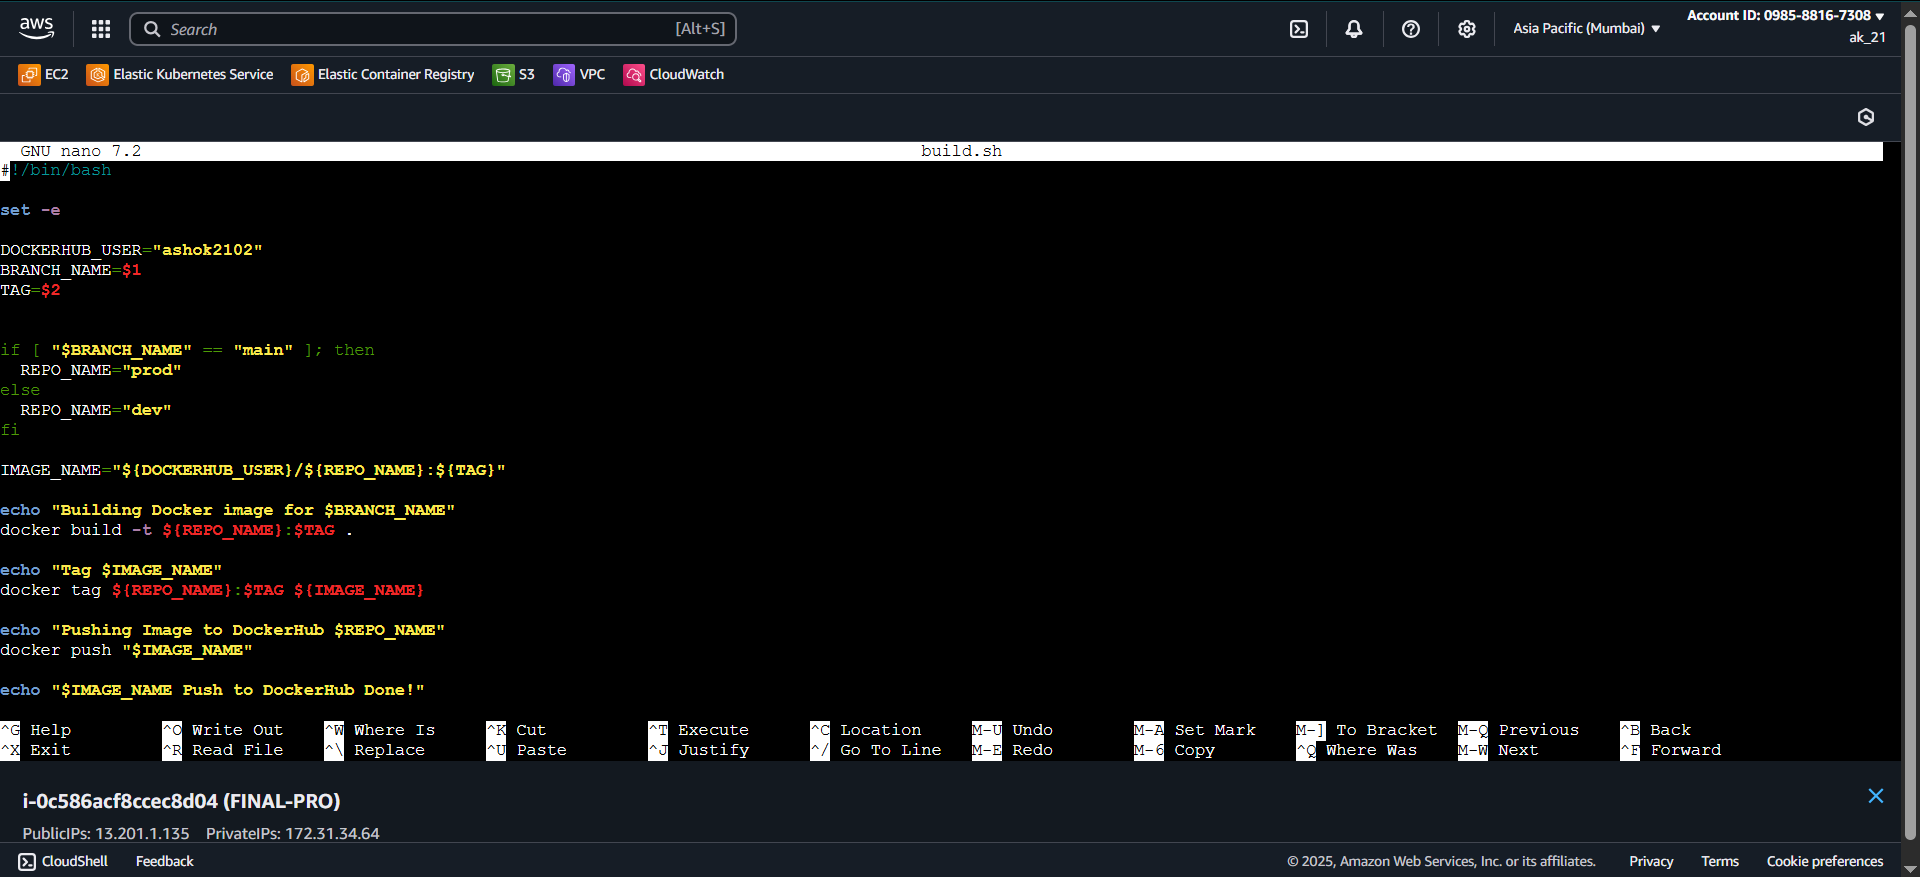 aws
Search [Alt+S]
Asia Pacific (Mumbai) ▼
Account ID: 0985-8816-7308 ▼
ak_21
EC2 Elastic Kubernetes Service Elastic Container Registry S3 VPC CloudWatch
GNU nano 7.2 build.sh
#!/bin/bash
set -e
DOCKERHUB_USER="ashok2102"
BRANCH_NAME=$1
TAG=$2
if [ "$BRANCH_NAME" == "main" ]; then
REPO_NAME="prod"
else
REPO_NAME="dev"
fi
IMAGE_NAME="${DOCKERHUB_USER}/${REPO_NAME}:${TAG}"
echo "Building Docker image for $BRANCH_NAME"
docker build -t ${REPO_NAME}:$TAG .
echo "Tag $IMAGE_NAME"
docker tag ${REPO_NAME}:$TAG ${IMAGE_NAME}
echo "Pushing Image to DockerHub $REPO_NAME"
docker push "$IMAGE_NAME"
echo "$IMAGE_NAME Push to DockerHub Done!"
^G Help ^O Write Out ^W Where Is ^K Cut ^T Execute ^C Location M-U Undo M-A Set Mark M-] To Bracket M-Q Previous ^B Back
^X Exit ^R Read File ^\ Replace ^U Paste ^J Justify ^/ Go To Line M-E Redo M-6 Copy ^Q Where Was M-W Next ^F Forward
i-0c586acf8ccec8d04 (FINAL-PRO)
PublicIPs: 13.201.1.135 PrivateIPs: 172.31.34.64
CloudShell Feedback © 2025, Amazon Web Services, Inc. or its affiliates. Privacy Terms Cookie preferences